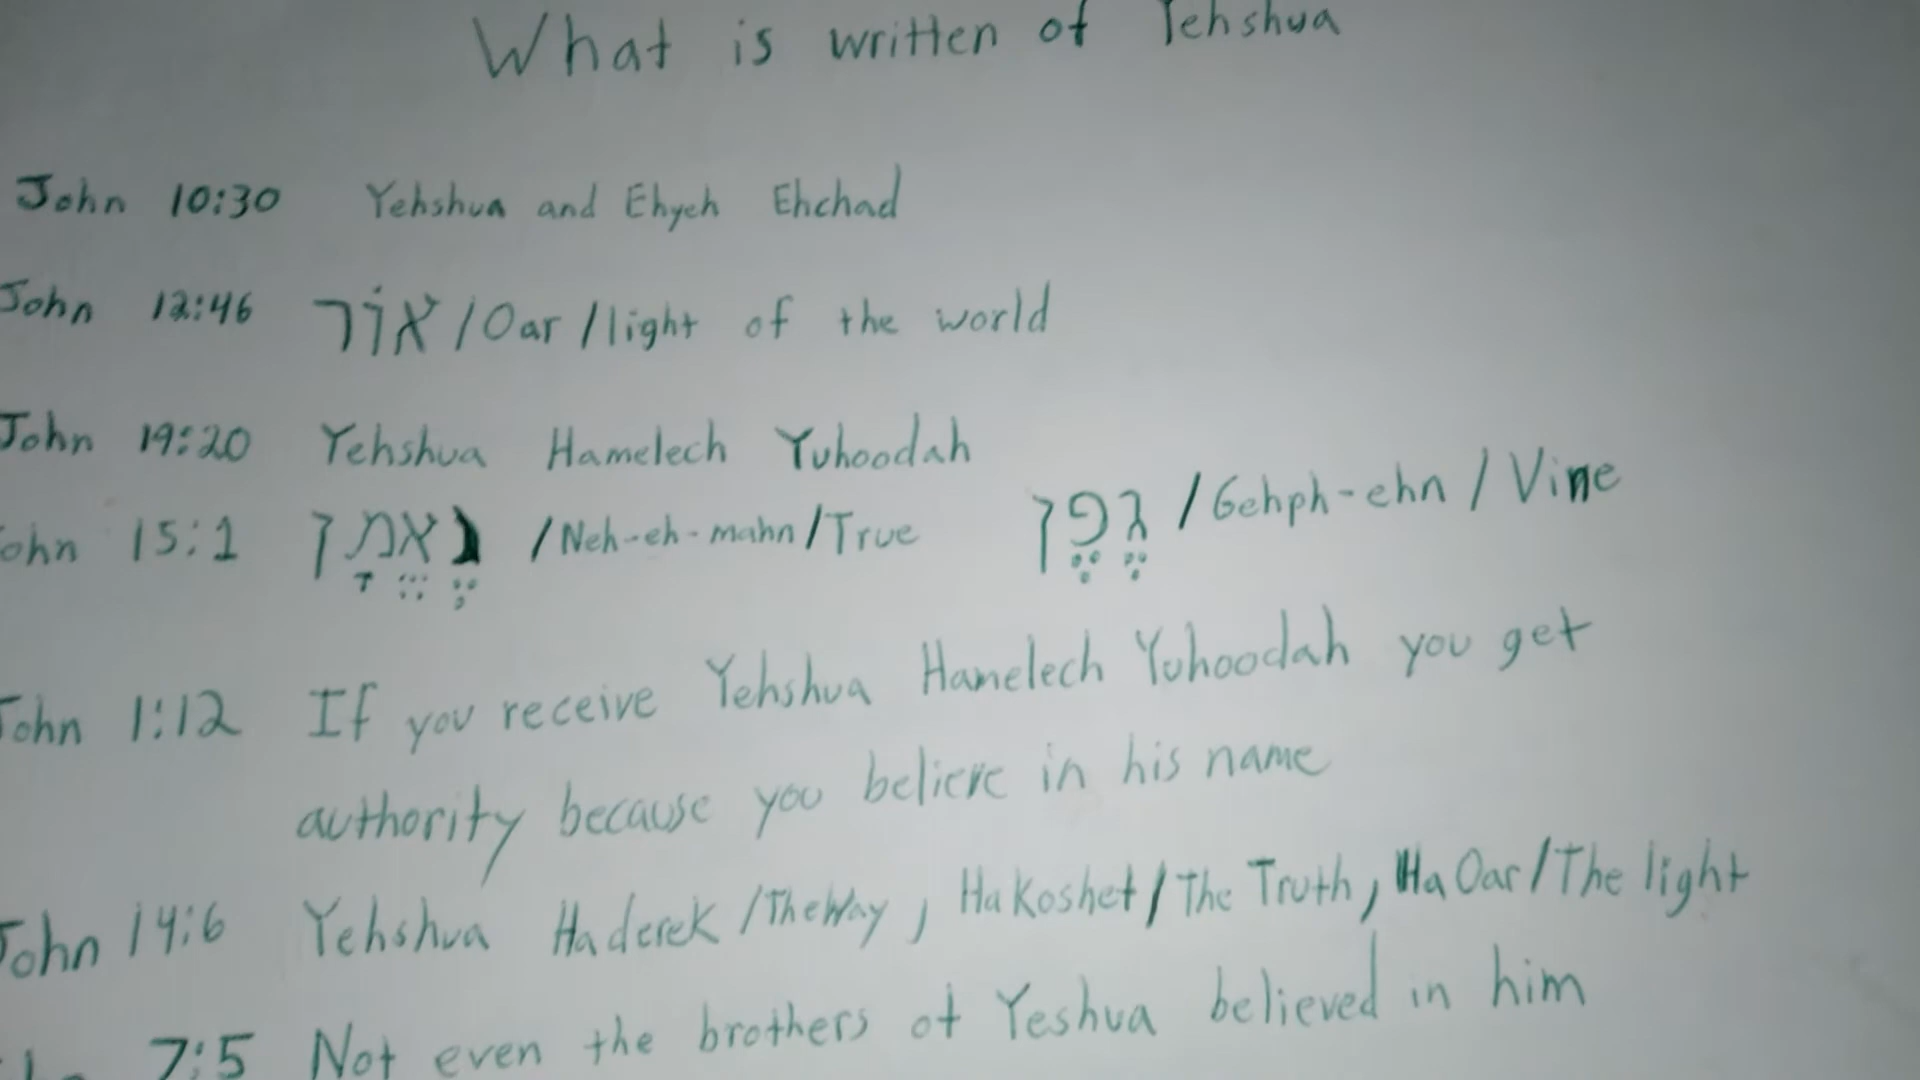 What is written of Yehshua
John 10:30 Yehshua and Ehyeh Ehchad
John 12:46 אוֹר / Oar / light of the world
John 19:20 Yehshua Hamelech Yuhoodah
John 15:1 נֶאֱמָן / Neh-eh-mahn / True גֶפֶן / Gehph-ehn / Vine
John 1:12 If you receive Yehshua Hamelech Yuhoodah you get
authority because you believe in his name
John 14:6 Yehshua Haderek / The Way, Ha Koshet / The Truth, Ha Oar / The light
7:5 Not even the brothers of Yeshua believed in him